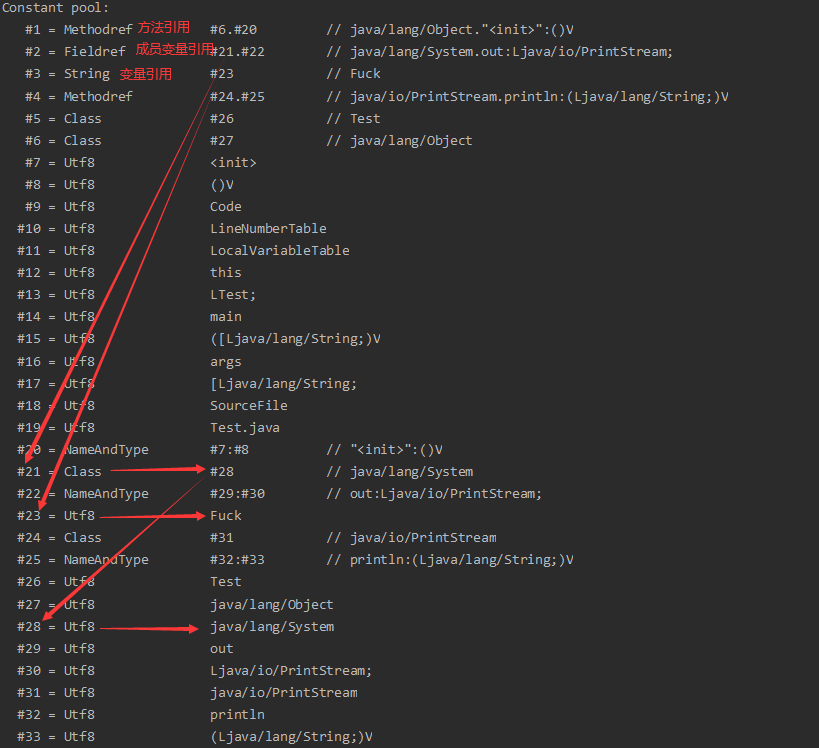 Constant pool:
#1 = Methodref 方法引用 #6.#20 // java/lang/Object."<init>":()V
#2 = Fieldref 成员变量引用 #21.#22 // java/lang/System.out:Ljava/io/PrintStream;
#3 = String 变量引用 #23 // Fuck
#4 = Methodref #24.#25 // java/io/PrintStream.println:(Ljava/lang/String;)V
#5 = Class #26 // Test
#6 = Class #27 // java/lang/Object
#7 = Utf8 <init>
#8 = Utf8 ()V
#9 = Utf8 Code
#10 = Utf8 LineNumberTable
#11 = Utf8 LocalVariableTable
#12 = Utf8 this
#13 = Utf8 LTest;
#14 = Utf8 main
#15 = Utf8 ([Ljava/lang/String;)V
#16 = Utf8 args
#17 = Utf8 [Ljava/lang/String;
#18 = Utf8 SourceFile
#19 = Utf8 Test.java
#20 = NameAndType #7:#8 // "<init>":()V
#21 = Class #28 // java/lang/System
#22 = NameAndType #29:#30 // out:Ljava/io/PrintStream;
#23 = Utf8 Fuck
#24 = Class #31 // java/io/PrintStream
#25 = NameAndType #32:#33 // println:(Ljava/lang/String;)V
#26 = Utf8 Test
#27 = Utf8 java/lang/Object
#28 = Utf8 java/lang/System
#29 = Utf8 out
#30 = Utf8 Ljava/io/PrintStream;
#31 = Utf8 java/io/PrintStream
#32 = Utf8 println
#33 = Utf8 (Ljava/lang/String;)V